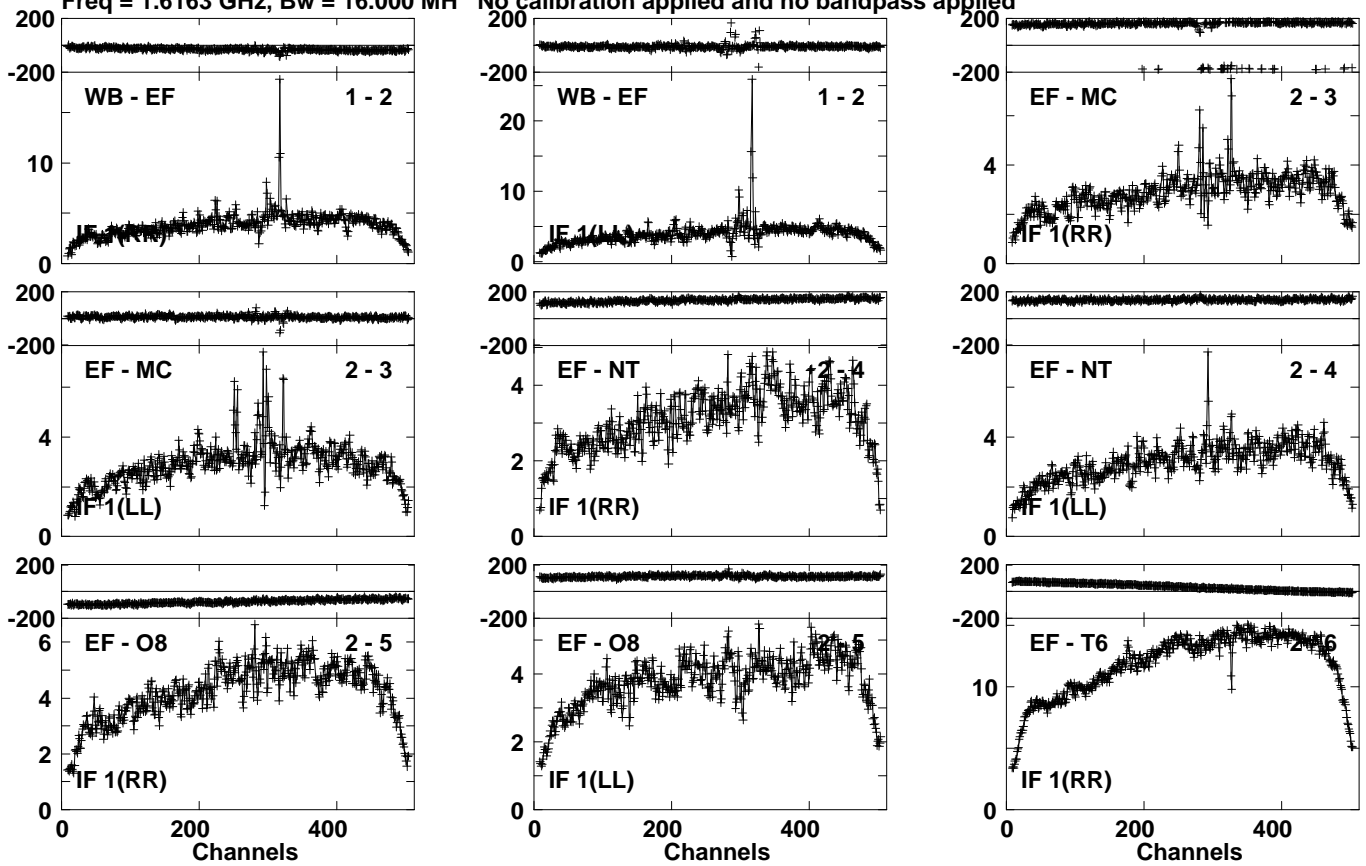 Freq = 1.6163 GHz, Bw = 16.000 MH No calibration applied and no bandpass applied
200
-200
WB - EF 1 - 2
10
IF 1(RR)
0
200
-200
WB - EF 1 - 2
20
10
IF 1(LL)
0
200
-200
EF - MC 2 - 3
4
IF 1(RR)
0
200
-200
EF - MC 2 - 3
4
IF 1(LL)
0
200
-200
EF - NT 2 - 4
4
2
IF 1(RR)
0
200
-200
EF - NT 2 - 4
4
IF 1(LL)
0
200
-200
EF - O8 2 - 5
6
4
2
IF 1(RR)
0
0 200 400
Channels
200
-200
EF - O8 2 - 5
4
2
IF 1(LL)
0
0 200 400
Channels
200
-200
EF - T6 2 - 6
10
IF 1(RR)
0
0 200 400
Channels